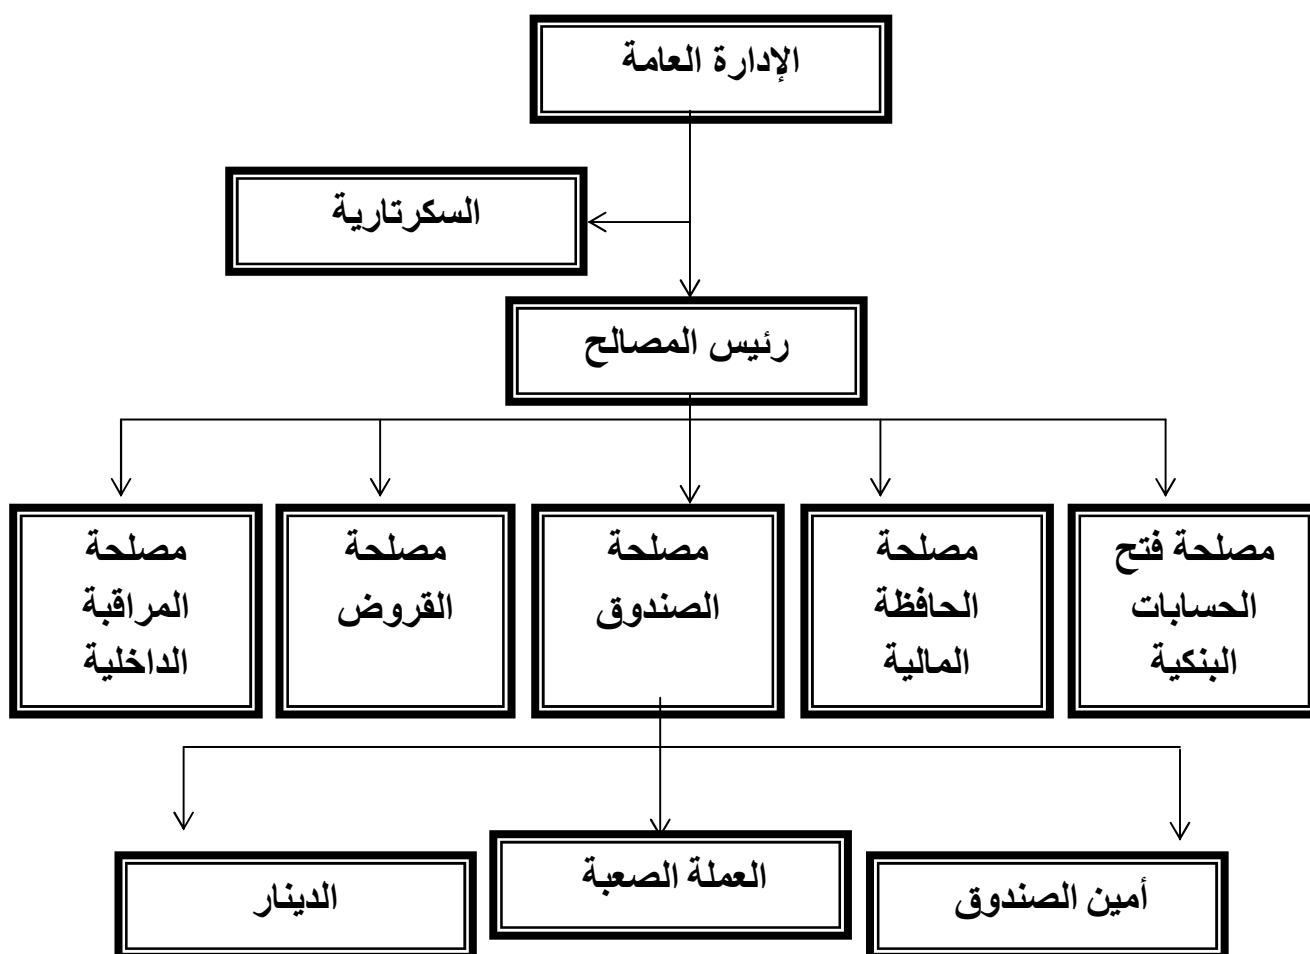 الإدارة العامة
السكرتارية
رئيس المصالح
مصلحة فتح
الحسابات
البنكية
مصلحة
الحافظة
المالية
مصلحة
الصندوق
مصلحة
القروض
مصلحة
المراقبة
الداخلية
أمين الصندوق
العملة الصعبة
الدينار